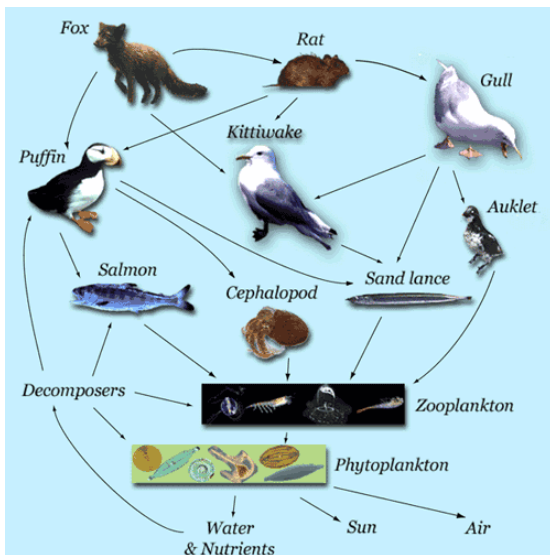 Fox
Rat
Gull
Puffin
Kittiwake
Auklet
Salmon
Cephalopod
Sand lance
Decomposers
Zooplankton
Phytoplankton
Water
& Nutrients
Sun
Air